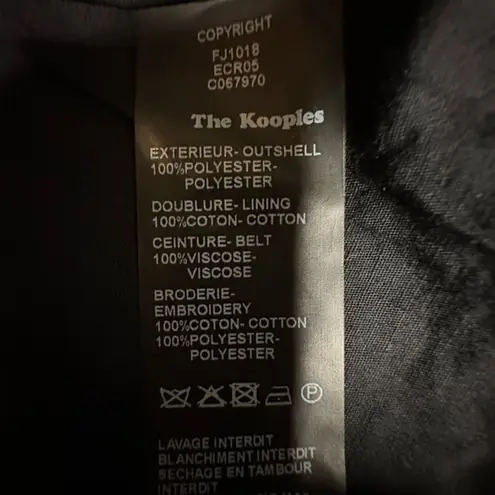 COPYRIGHT
FJ1018
ECR05
C067970
The Kooples
EXTERIEUR- OUTSHELL
100%POLYESTER-
POLYESTER
DOUBLURE- LINING
100%COTON- COTTON
CEINTURE- BELT
100%VISCOSE-
VISCOSE
BRODERIE-
EMBROIDERY
100%COTON- COTTON
100%POLYESTER-
POLYESTER
P
LAVAGE INTERDIT
BLANCHIMENT INTERDIT
SECHAGE EN TAMBOUR
INTERDIT